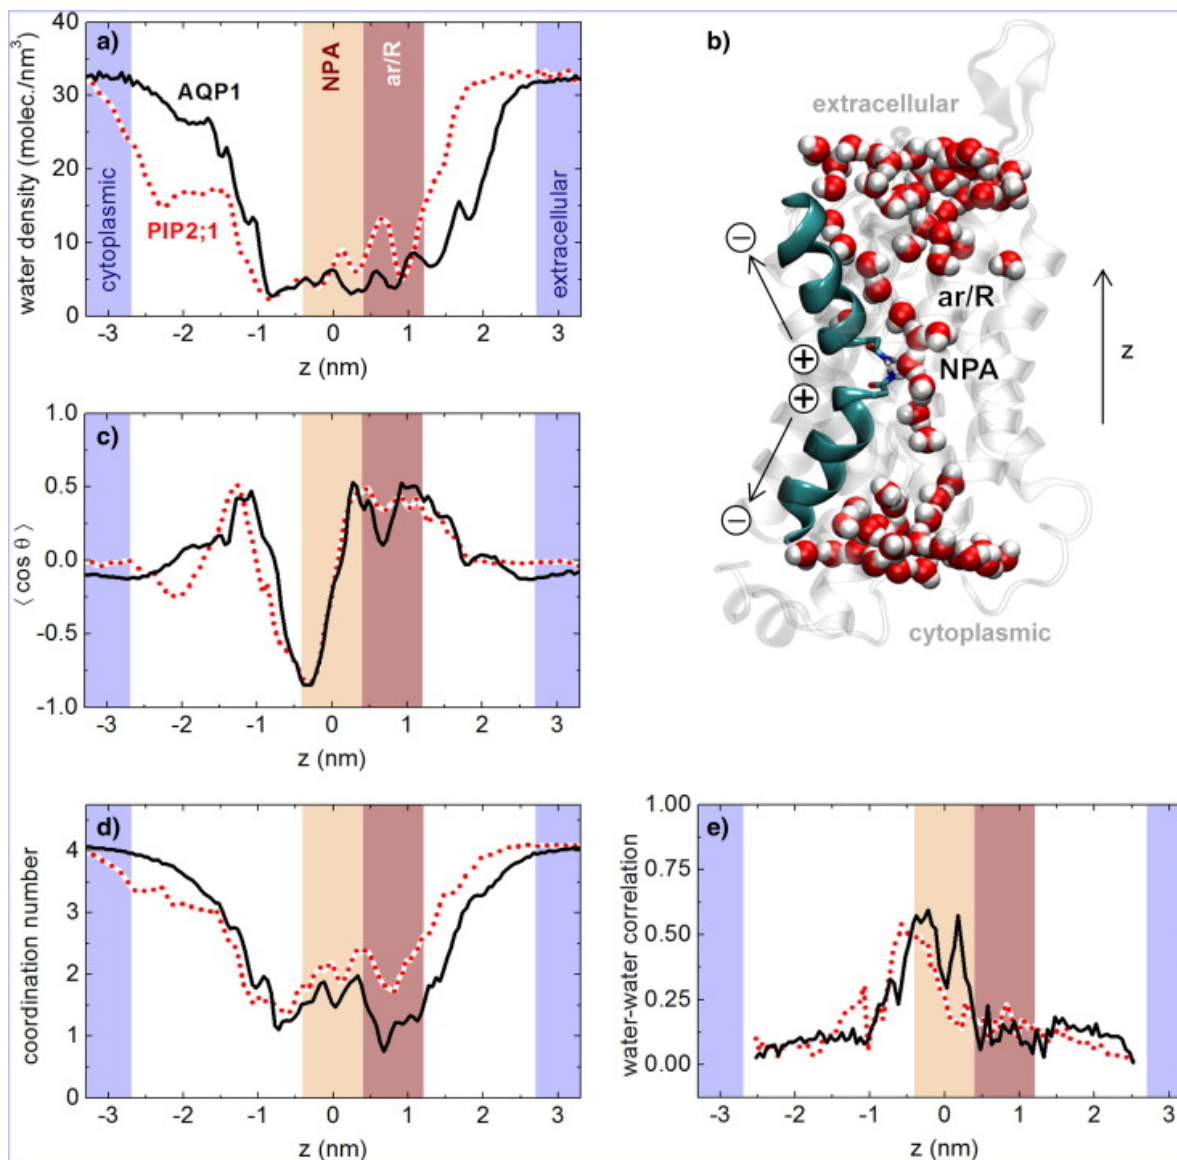 a)
water density (molec./nm³)
40
30
20
10
0
AQP1
PIP2;1
cytoplasmic
NPA
ar/R
extracellular
-3 -2 -1 0 1 2 3
z (nm)
b)
extracellular
−
ar/R
+
NPA
z
+
−
cytoplasmic
c)
⟨ cos θ ⟩
1.0
0.5
0.0
-0.5
-1.0
-3 -2 -1 0 1 2 3
z (nm)
d)
coordination number
4
3
2
1
0
-3 -2 -1 0 1 2 3
z (nm)
e)
water-water correlation
1.00
0.75
0.50
0.25
0.00
-3 -2 -1 0 1 2 3
z (nm)